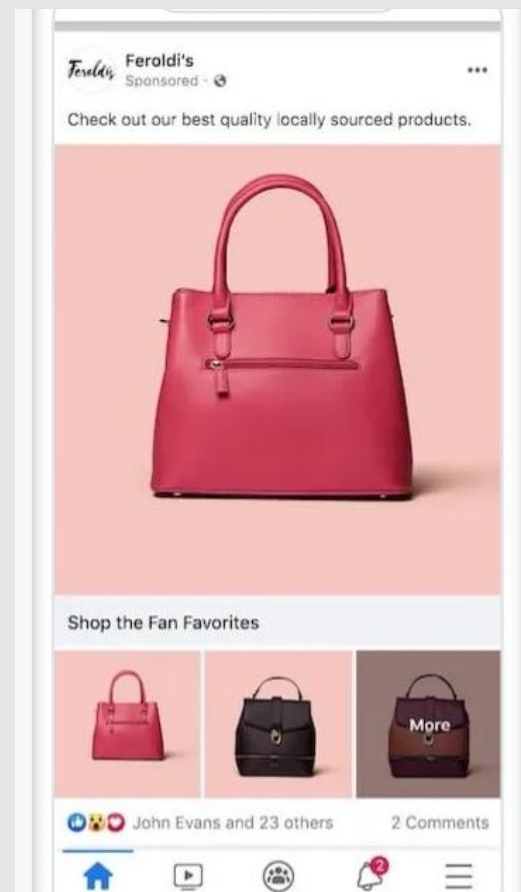 Feroldi's
Feroldi's
Sponsored ·
Check out our best quality locally sourced products.
Shop the Fan Favorites
More
John Evans and 23 others 2 Comments
2